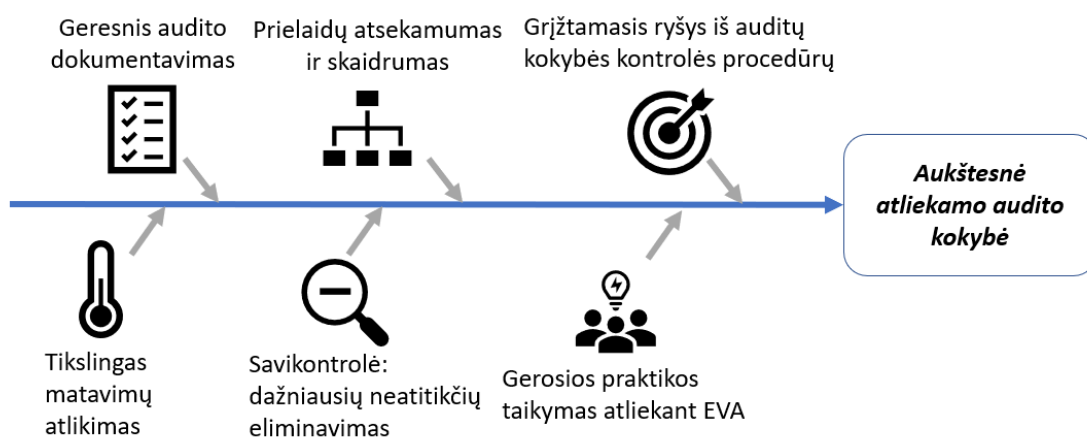 Geresnis audito
dokumentavimas
Prielaidų atsekamumas
ir skaidrumas
Grįžtamasis ryšys iš auditų
kokybės kontrolės procedūrų
Aukštesnė
atliekamo audito
kokybė
Tikslingas
matavimų
atlikimas
Savikontrolė:
dažniausių neatitikčių
eliminavimas
Gerosios praktikos
taikymas atliekant EVA